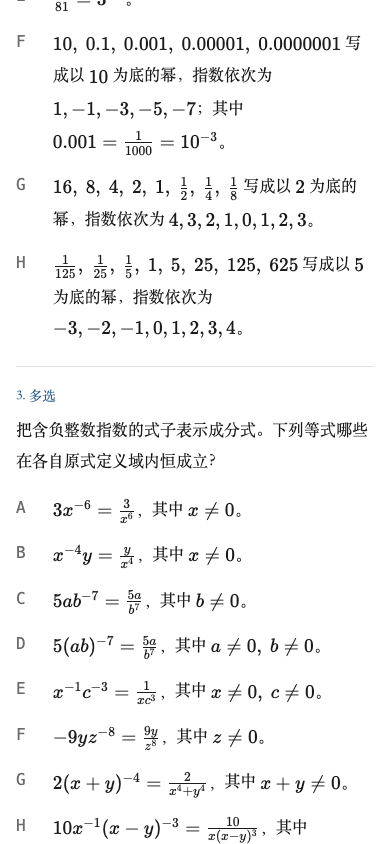 F 10, 0.1, 0.001, 0.00001, 0.0000001 写
成以 10 为底的幂，指数依次为
1, −1, −3, −5, −7；其中
0.001 = 1/1000 = 10⁻³。
G 16, 8, 4, 2, 1, 1/2, 1/4, 1/8 写成以 2 为底的
幂，指数依次为 4, 3, 2, 1, 0, 1, 2, 3。
H 1/125, 1/25, 1/5, 1, 5, 25, 125, 625 写成以 5
为底的幂，指数依次为
−3, −2, −1, 0, 1, 2, 3, 4。
3. 多选
把含负整数指数的式子表示成分式。下列等式哪些
在各自原式定义域内恒成立？
A 3x⁻⁶ = 3/x⁶，其中 x ≠ 0。
B x⁻⁴y = y/x⁴，其中 x ≠ 0。
C 5ab⁻⁷ = 5a/b⁷，其中 b ≠ 0。
D 5(ab)⁻⁷ = 5a/b⁷，其中 a ≠ 0, b ≠ 0。
E x⁻¹c⁻³ = 1/xc³，其中 x ≠ 0, c ≠ 0。
F −9yz⁻⁸ = 9y/z⁸，其中 z ≠ 0。
G 2(x + y)⁻⁴ = 2/x⁴+y⁴，其中 x + y ≠ 0。
H 10x⁻¹(x − y)⁻³ = 10/x(x−y)³，其中